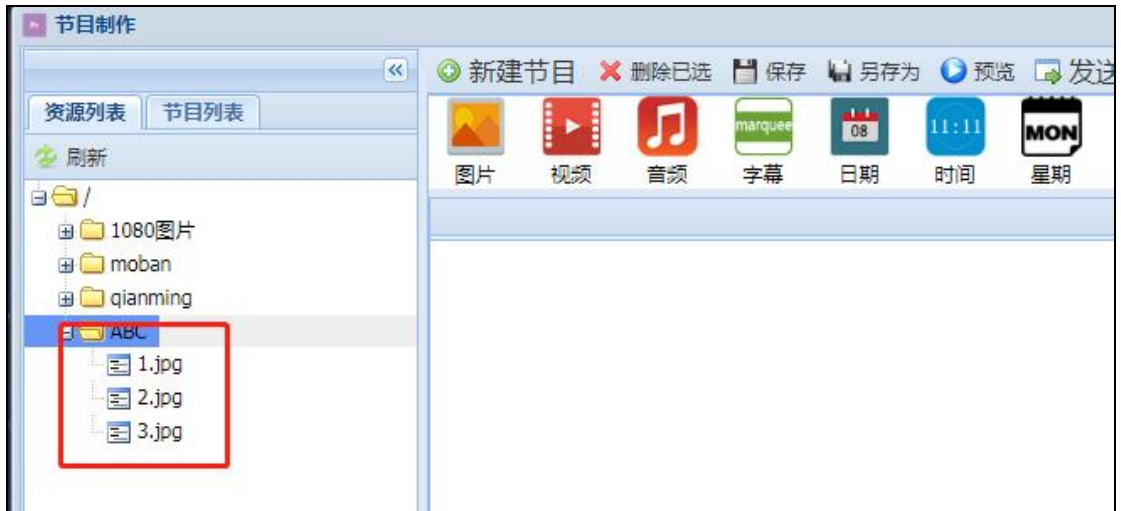 节目制作
新建节目 删除已选 保存 另存为 预览 发送
资源列表 节目列表
marquee 08 11:11 MON
刷新
图片 视频 音频 字幕 日期 时间 星期
/
1080图片
moban
qianming
ABC
1.jpg
2.jpg
3.jpg